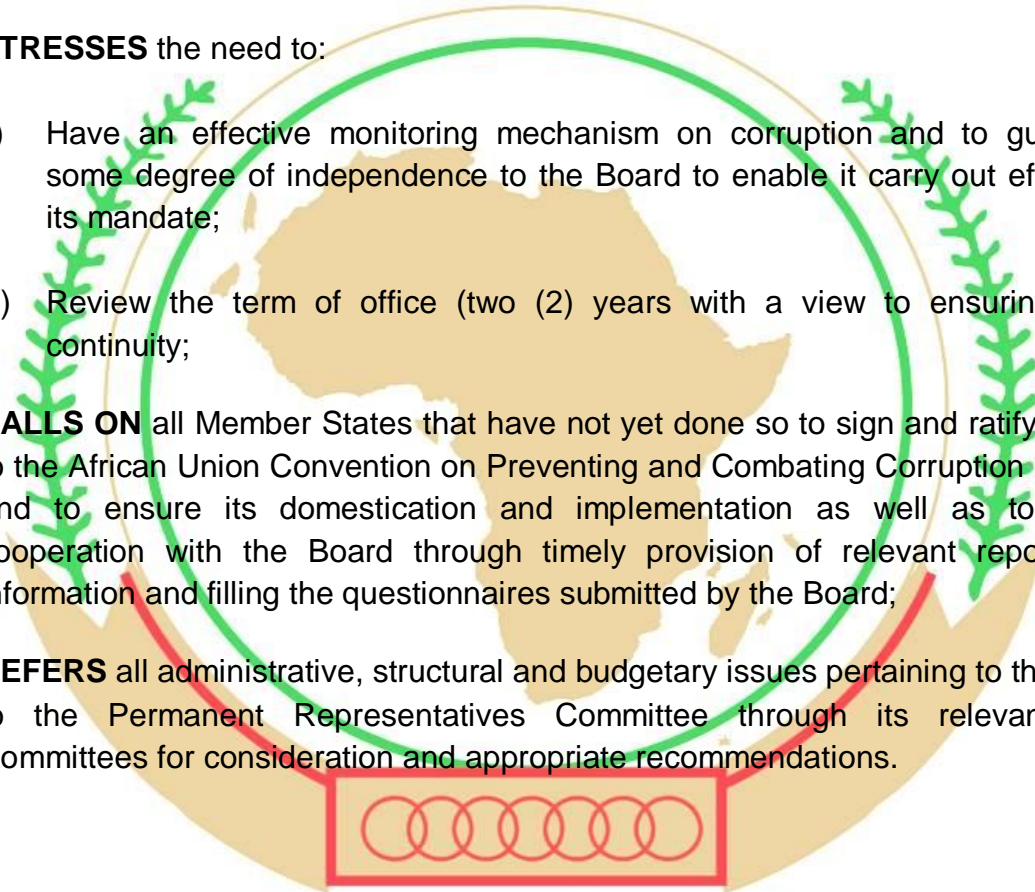 TRESSES the need to:
) Have an effective monitoring mechanism on corruption and to gu
some degree of independence to the Board to enable it carry out ef
its mandate;
) Review the term of office (two (2) years with a view to ensurin
continuity;
ALLS ON all Member States that have not yet done so to sign and ratify
o the African Union Convention on Preventing and Combating Corruption
nd to ensure its domestication and implementation as well as to
ooperation with the Board through timely provision of relevant repo
nformation and filling the questionnaires submitted by the Board;
EFERS all administrative, structural and budgetary issues pertaining to th
o the Permanent Representatives Committee through its relevan
ommittees for consideration and appropriate recommendations.